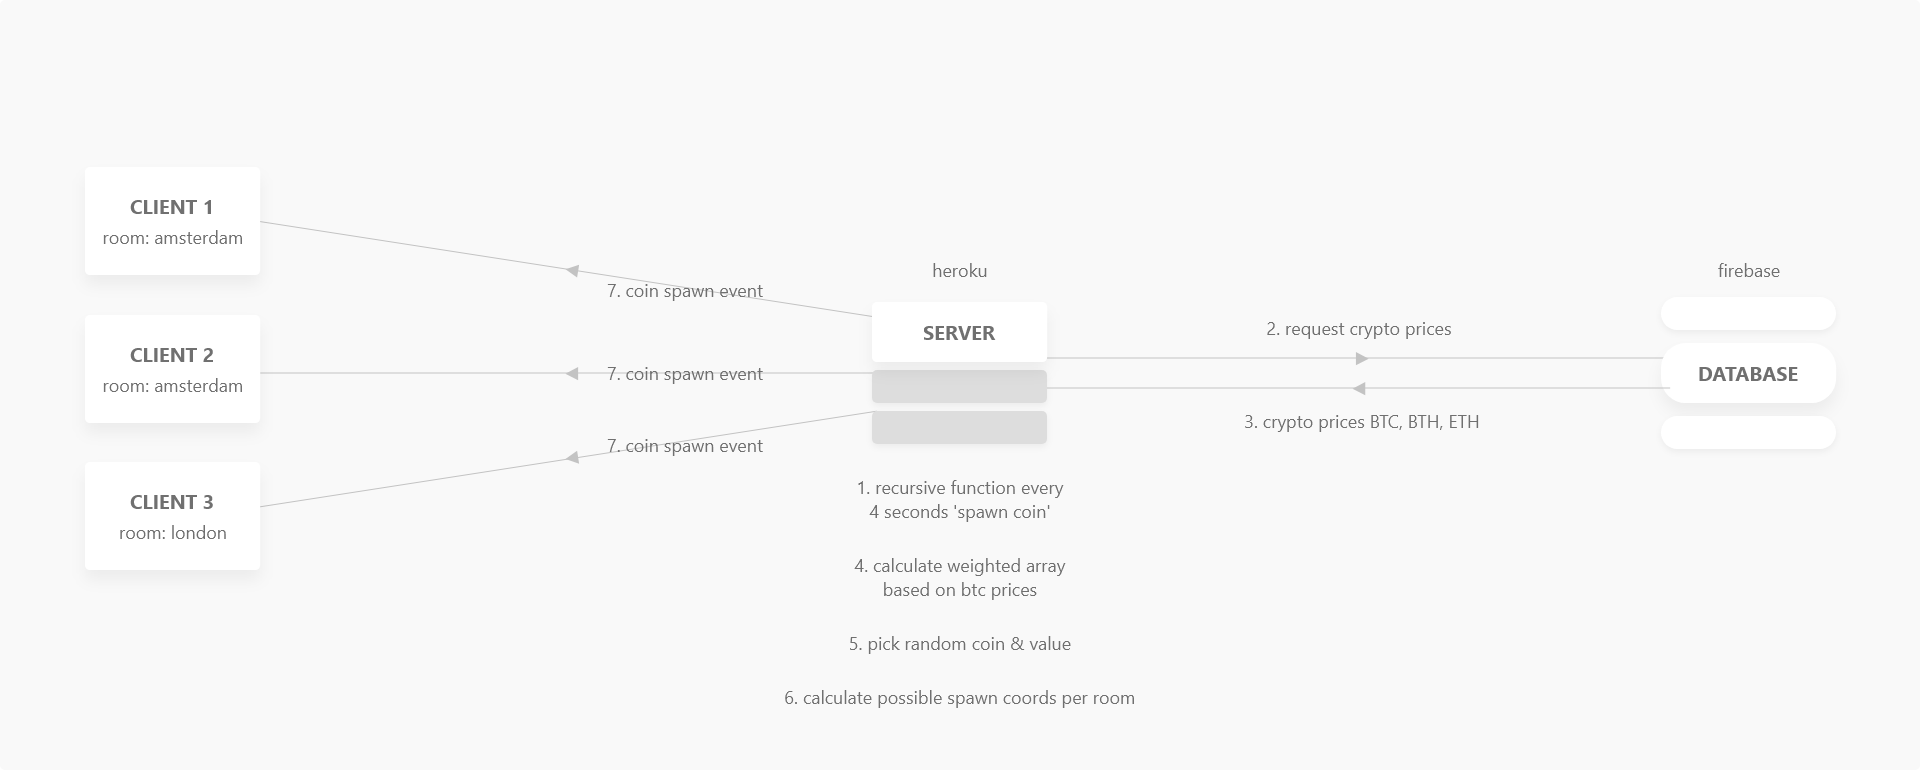 CLIENT 1
room: amsterdam
CLIENT 2
room: amsterdam
CLIENT 3
room: london
7. coin spawn event
7. coin spawn event
7. coin spawn event
heroku
SERVER
1. recursive function every
4 seconds 'spawn coin'
4. calculate weighted array
based on btc prices
5. pick random coin & value
6. calculate possible spawn coords per room
2. request crypto prices
3. crypto prices BTC, BTH, ETH
firebase
DATABASE